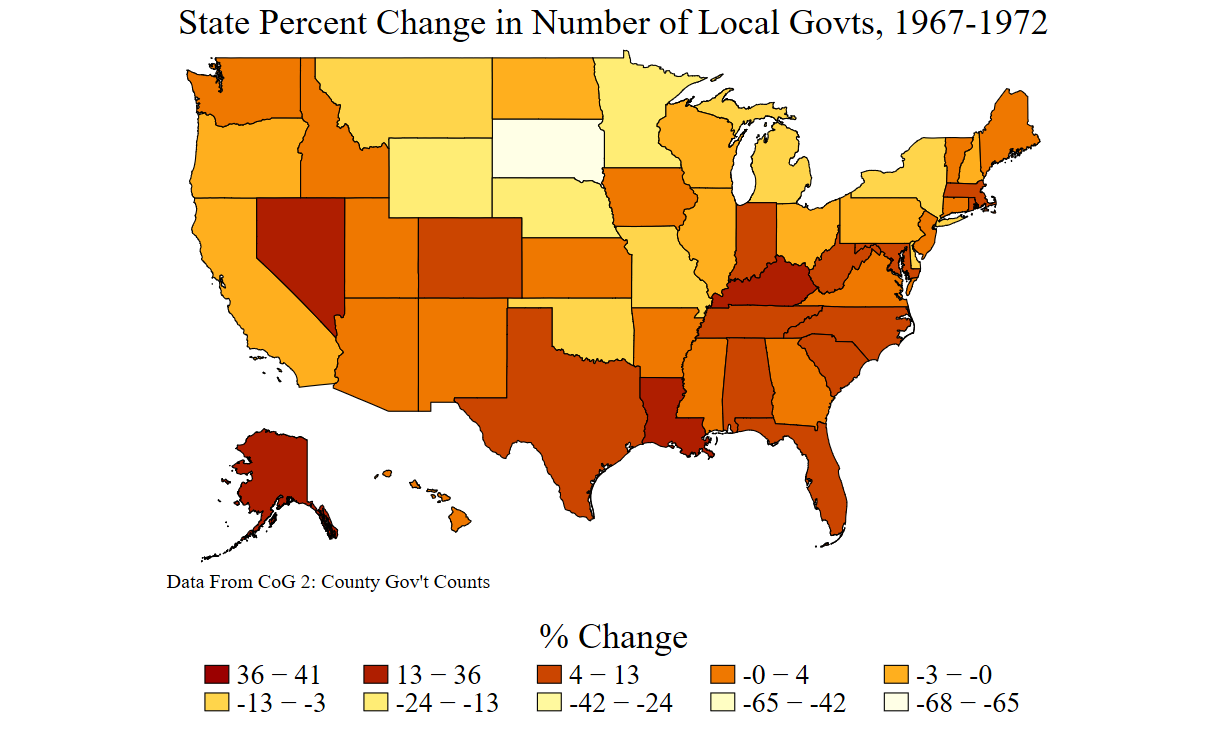 State Percent Change in Number of Local Govts, 1967-1972
Data From CoG 2: County Gov't Counts
% Change
36 − 41 13 − 36 4 − 13 -0 − 4 -3 − -0
-13 − -3 -24 − -13 -42 − -24 -65 − -42 -68 − -65